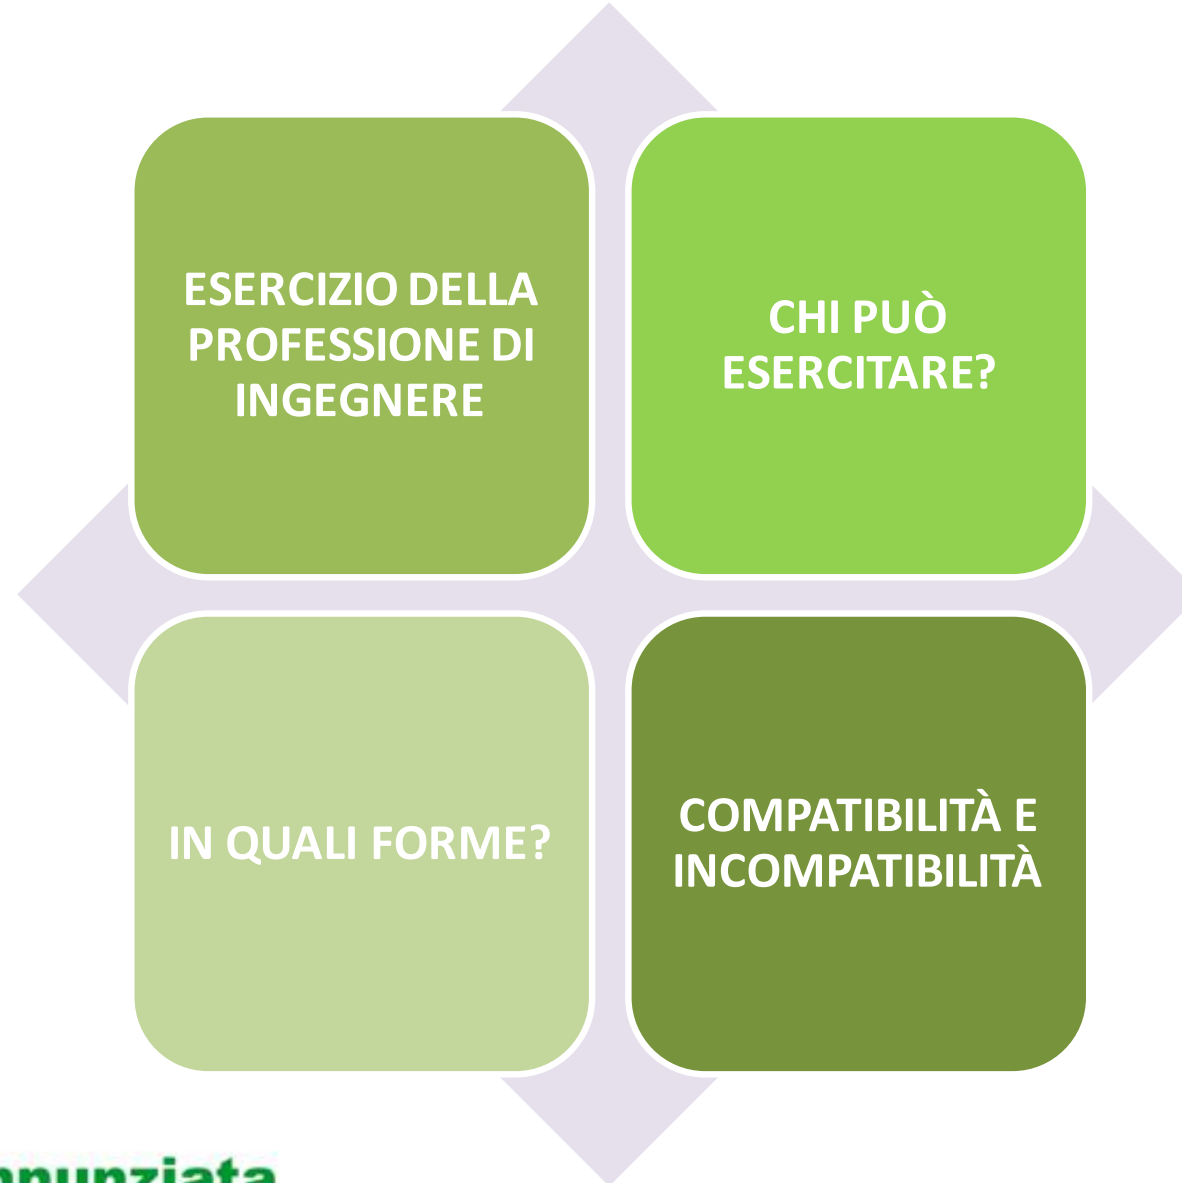 ESERCIZIO DELLA
PROFESSIONE DI
INGEGNERE
CHI PUÒ
ESERCITARE?
IN QUALI FORME?
COMPATIBILITÀ E
INCOMPATIBILITÀ